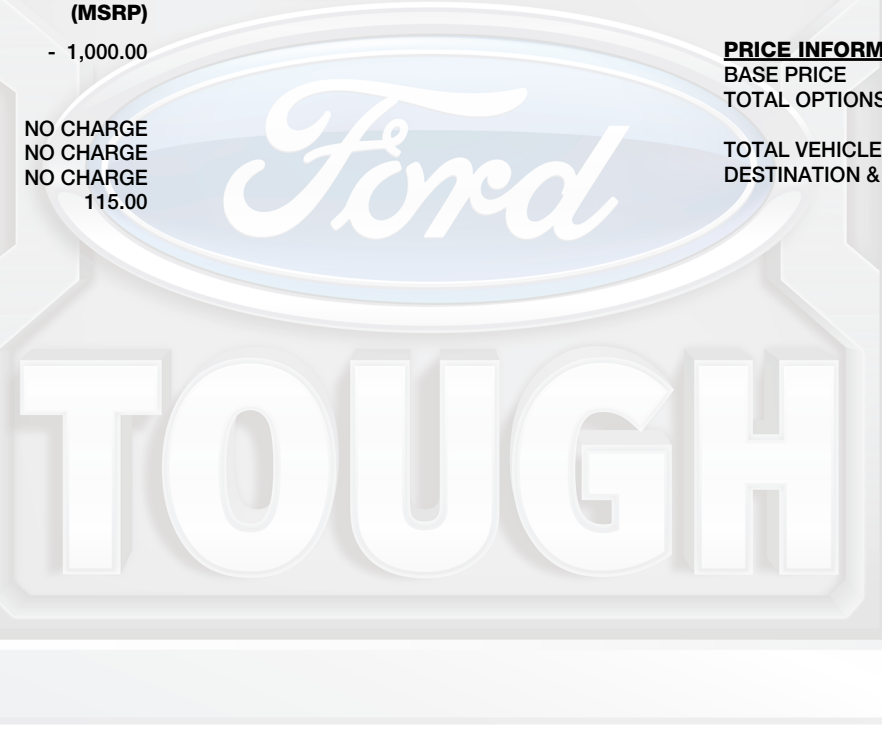 (MSRP)
- 1,000.00
NO CHARGE
NO CHARGE
NO CHARGE
115.00
PRICE INFORM
BASE PRICE
TOTAL OPTIONS
TOTAL VEHICLE
DESTINATION &
Ford
TOUGH